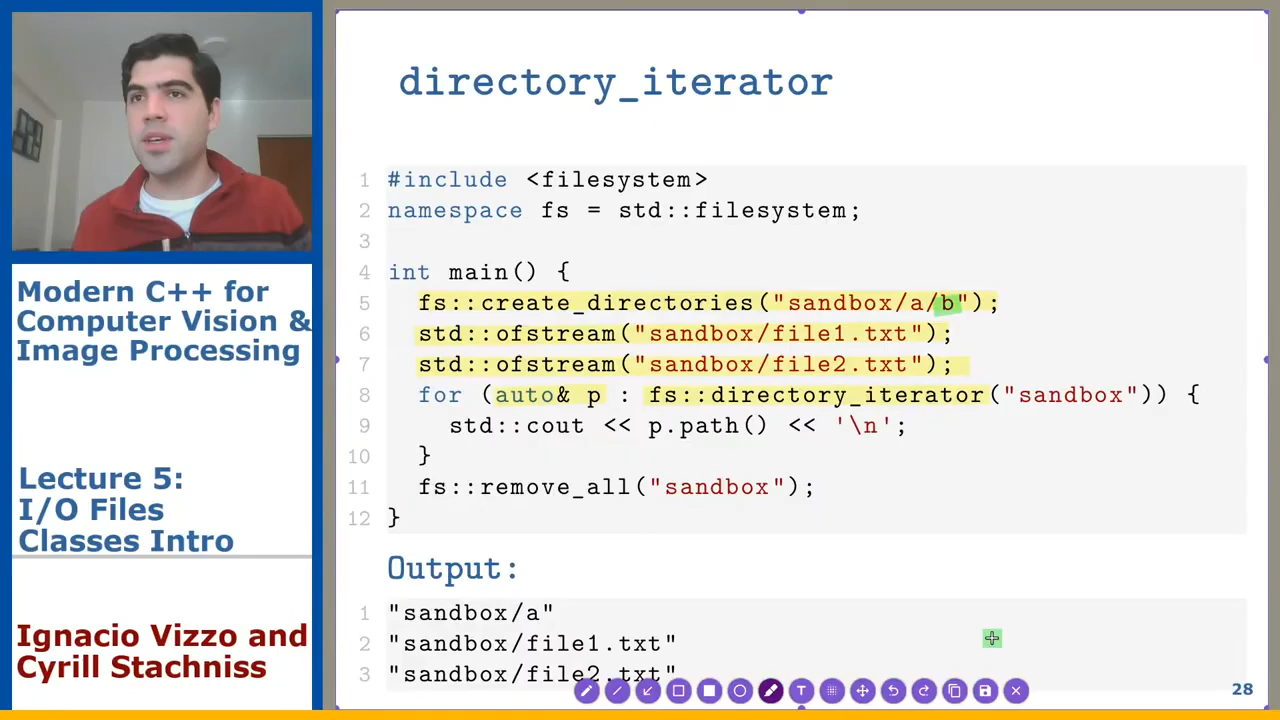 Modern C++ for
Computer Vision &
Image Processing
Lecture 5:
I/O Files
Classes Intro
Ignacio Vizzo and
Cyrill Stachniss
directory_iterator
1 #include <filesystem>
2 namespace fs = std::filesystem;
3
4 int main() {
5 fs::create_directories("sandbox/a/b");
6 std::ofstream("sandbox/file1.txt");
7 std::ofstream("sandbox/file2.txt");
8 for (auto& p : fs::directory_iterator("sandbox")) {
9 std::cout << p.path() << '\n';
10 }
11 fs::remove_all("sandbox");
12 }
Output:
1 "sandbox/a"
2 "sandbox/file1.txt"
3 "sandbox/file2.txt"
T
28